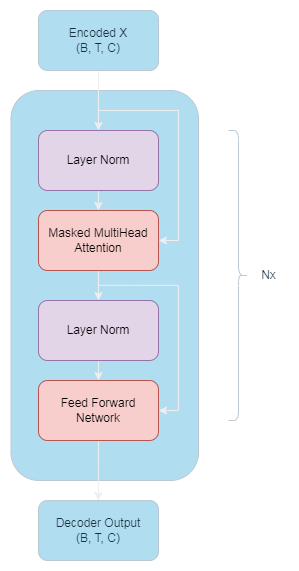 Encoded X
(B, T, C)
Layer Norm
Masked MultiHead
Attention
Layer Norm
Nx
Feed Forward
Network
Decoder Output
(B, T, C)